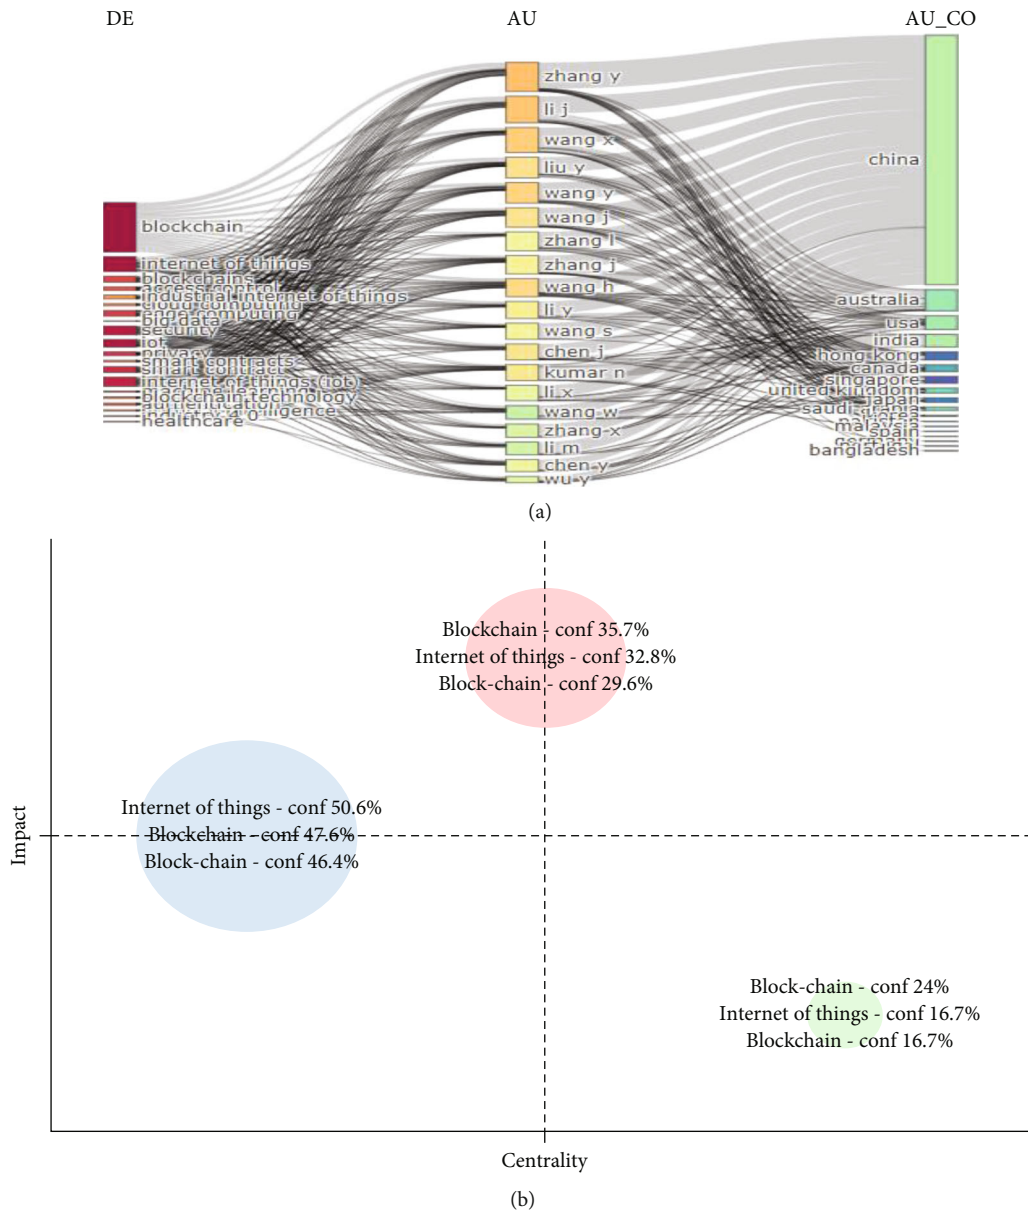 DE AU AU_CO
blockchain
internet of things
blockchains
access control
industrial internet of things
cloud computing
edge computing
big data
security
iot
privacy
smart contracts
smart contract
internet of things (iot)
machine learning
blockchain technology
authentication
industry 4.0
healthcare
zhang y
li j
wang x
liu y
wang y
wang j
zhang l
zhang j
wang h
li y
wang s
chen j
kumar n
li x
wang w
zhang x
li m
chen y
wu y
china
australia
usa
india
hong kong
canada
singapore
united kingdom
japan
saudi arabia
malaysia
spain
germany
bangladesh
(a)
Blockchain - conf 35.7%
Internet of things - conf 32.8%
Block-chain - conf 29.6%
Internet of things - conf 50.6%
Blockchain - conf 47.6%
Block-chain - conf 46.4%
Block-chain - conf 24%
Internet of things - conf 16.7%
Blockchain - conf 16.7%
Impact
Centrality
(b)